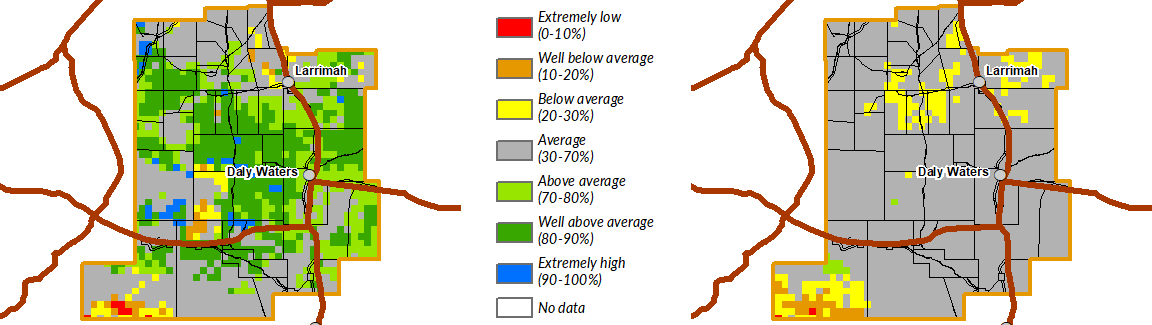 Larrimah
Daly Waters
Extremely low
(0-10%)
Well below average
(10-20%)
Below average
(20-30%)
Average
(30-70%)
Above average
(70-80%)
Well above average
(80-90%)
Extremely high
(90-100%)
No data
Larrimah
Daly Waters